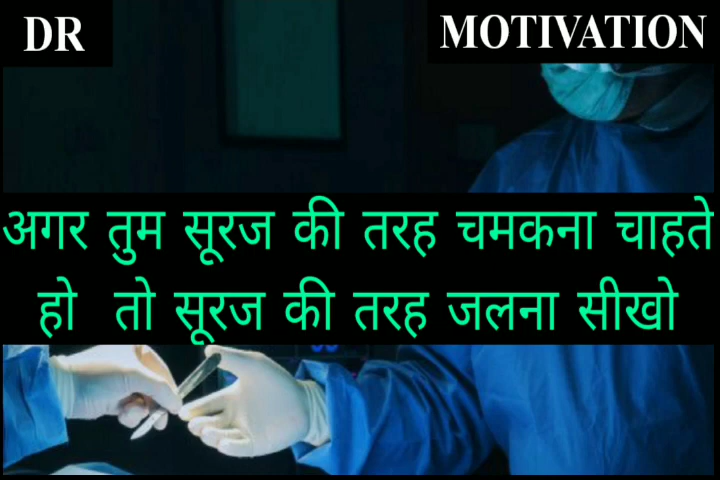 DR
MOTIVATION
अगर तुम सूरज की तरह चमकना चाहते
हो तो सूरज की तरह जलना सीखो